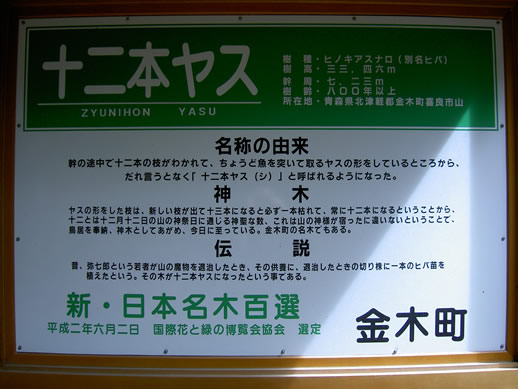 十二本ヤス
ZYUNIHON YASU
樹 種・ヒノキアスナロ(別名ヒバ)
樹 高・三三．四六m
幹 周・七．二三m
樹 齢・八〇〇年以上
所在地・青森県北津軽郡金木町喜良市山
名称の由来
幹の途中で十二本の枝がわかれて、ちょうど魚を突いて取るヤスの形をしているところから、
だれ言うとなく「十二本ヤス（シ）」と呼ばれるようになった。
神木
ヤスの形をした枝は、新しい枝が出て十三本になると必ず一本枯れて、常に十二本になるということから、
十二とは十二月十二日の山の神祭日に通じる神聖な数、これは山の神様が宿ったに違いないということで、
鳥居を奉納、神木としてあがめ、今日に至っている。金木町の名木でもある。
伝説
昔、弥七郎という若者が山の魔物を退治したとき、その供養に、退治したときの切り株に一本のヒバ苗を
植えたという。その木が十二本ヤスになったという事である。
新・日本名木百選
平成二年六月二日 国際花と緑の博覧会協会 選定
金木町